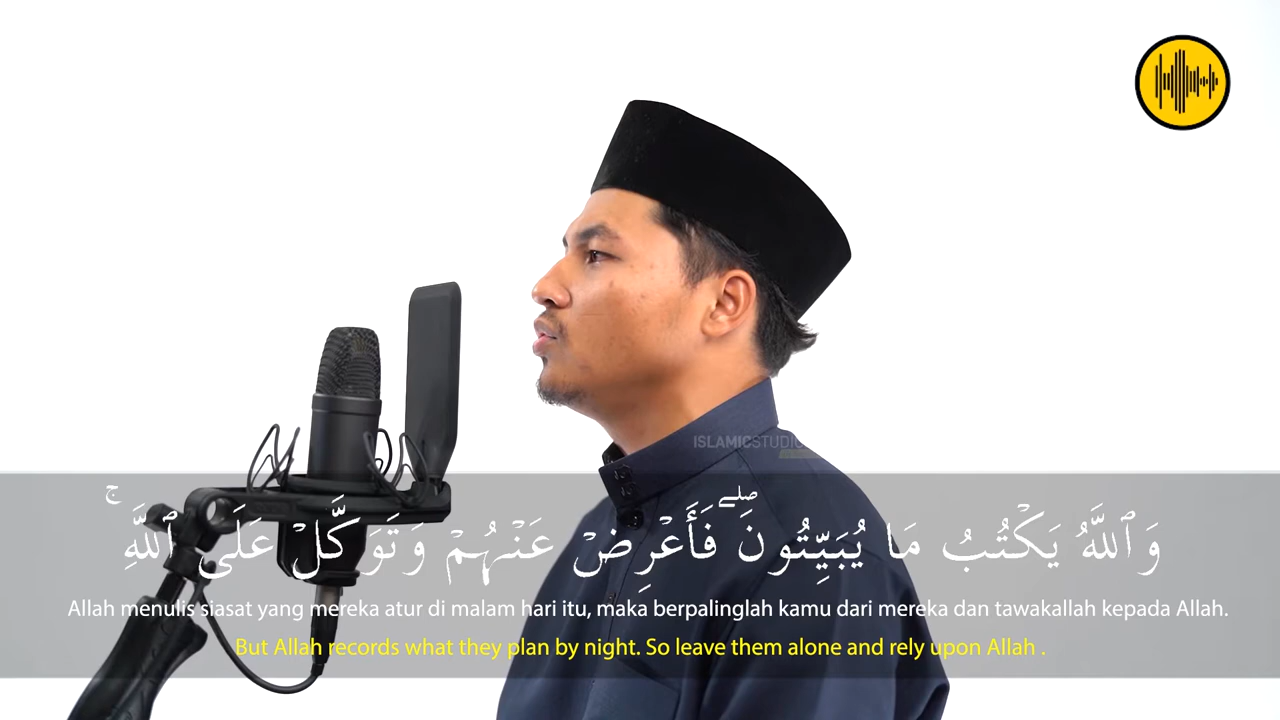 ISLAMICSTUDIO
وَٱللَّهُ يَكْتُبُ مَا يُبَيِّتُونَ ۖ فَأَعْرِضْ عَنْهُمْ وَتَوَكَّلْ عَلَى ٱللَّهِ ۚ
Allah menulis siasat yang mereka atur di malam hari itu, maka berpalinglah kamu dari mereka dan tawakallah kepada Allah.
But Allah records what they plan by night. So leave them alone and rely upon Allah .